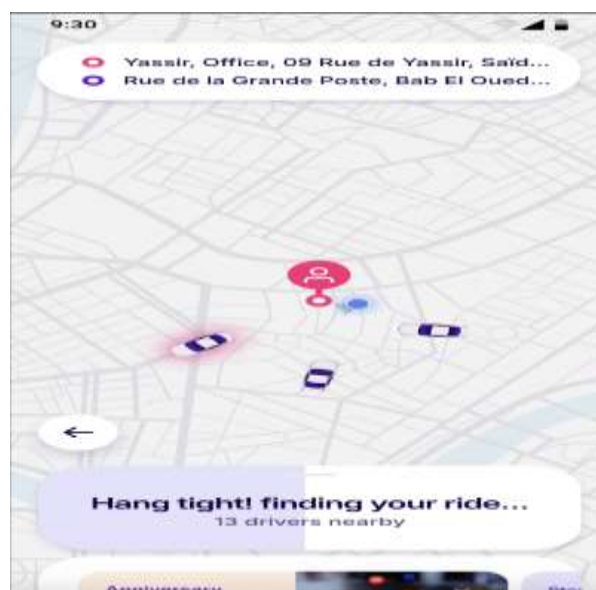 9:30
Yassir, Office, 09 Rue de Yassir, Saïd...
Rue de la Grande Poste, Bab El Oued...
Hang tight! finding your ride...
13 drivers nearby
Anniversary